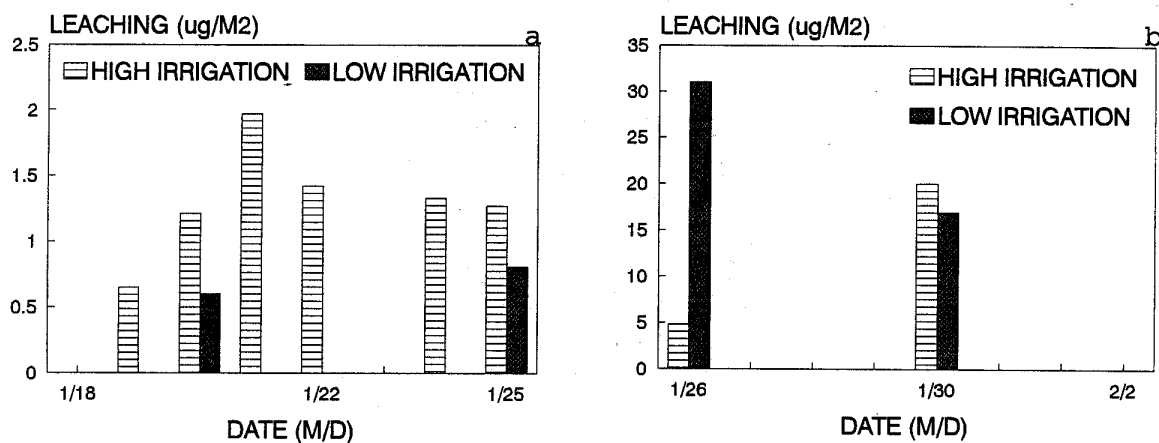 LEACHING (ug/M2)
a
2.5
HIGH IRRIGATION LOW IRRIGATION
2
1.5
1
0.5
0
1/18 1/22 1/25
DATE (M/D)
LEACHING (ug/M2)
b
35
HIGH IRRIGATION
30
LOW IRRIGATION
25
20
15
10
5
0
1/26 1/30 2/2
DATE (M/D)